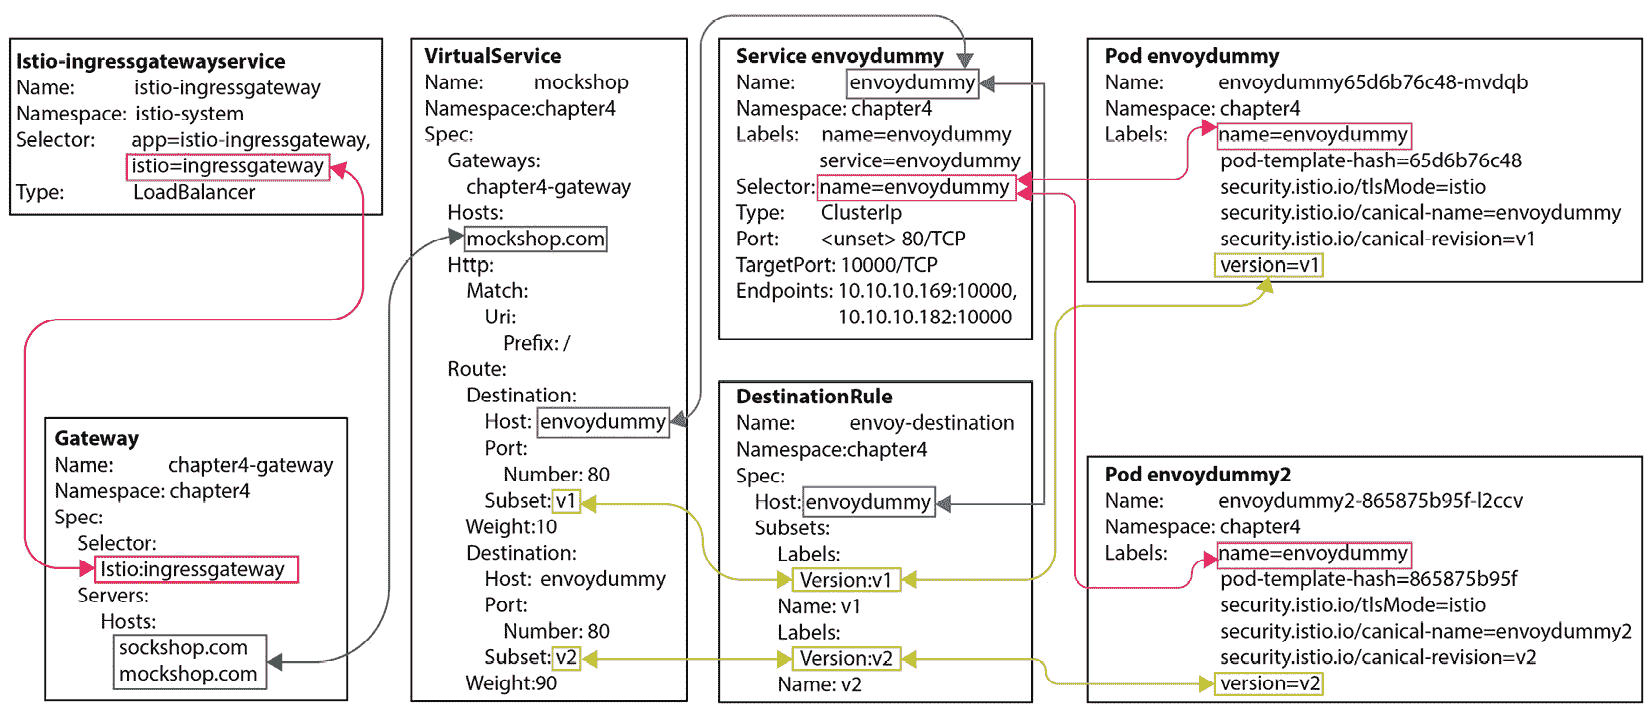 Istio-ingressgatewayservice
Name: istio-ingressgateway
Namespace: istio-system
Selector: app=istio-ingressgateway,
istio=ingressgateway
Type: LoadBalancer
Gateway
Name: chapter4-gateway
Namespace: chapter4
Spec:
Selector:
Istio:ingressgateway
Servers:
Hosts:
sockshop.com
mockshop.com
VirtualService
Name: mockshop
Namespace:chapter4
Spec:
Gateways:
chapter4-gateway
Hosts:
mockshop.com
Http:
Match:
Uri:
Prefix: /
Route:
Destination:
Host: envoydummy
Port:
Number: 80
Subset: v1
Weight:10
Destination:
Host: envoydummy
Port:
Number: 80
Subset: v2
Weight:90
Service envoydummy
Name: envoydummy
Namespace: chapter4
Labels: name=envoydummy
service=envoydummy
Selector: name=envoydummy
Type: ClusterIp
Port: <unset> 80/TCP
TargetPort: 10000/TCP
Endpoints: 10.10.10.169:10000,
10.10.10.182:10000
DestinationRule
Name: envoy-destination
Namespace:chapter4
Spec:
Host: envoydummy
Subsets:
Labels:
Version:v1
Name: v1
Labels:
Version:v2
Name: v2
Pod envoydummy
Name: envoydummy65d6b76c48-mvdqb
Namespace: chapter4
Labels: name=envoydummy
pod-template-hash=65d6b76c48
security.istio.io/tlsMode=istio
security.istio.io/canical-name=envoydummy
security.istio.io/canical-revision=v1
version=v1
Pod envoydummy2
Name: envoydummy2-865875b95f-l2ccv
Namespace: chapter4
Labels: name=envoydummy
pod-template-hash=865875b95f
security.istio.io/tlsMode=istio
security.istio.io/canical-name=envoydummy2
security.istio.io/canical-revision=v2
version=v2